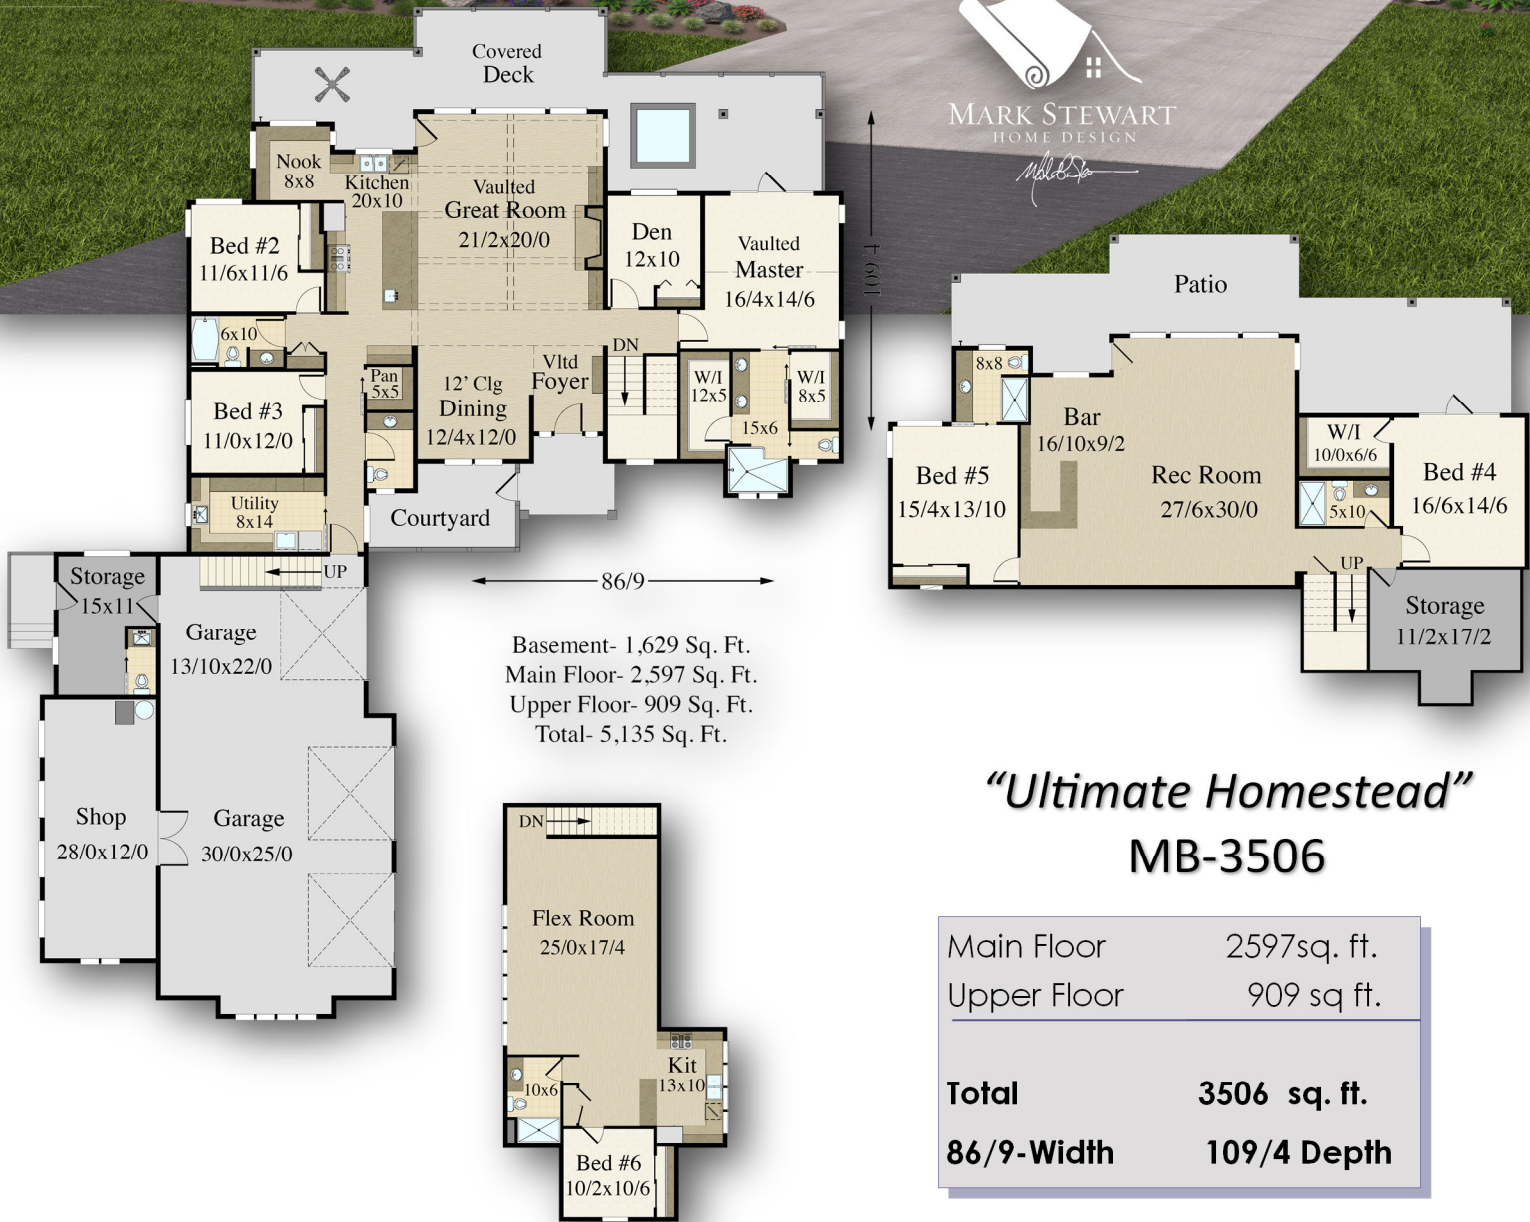 MARK STEWART
HOME DESIGN
Covered
Deck
Nook
8x8
Kitchen
20x10
Vaulted
Great Room
21/2x20/0
Bed #2
11/6x11/6
Den
12x10
Vaulted
Master
16/4x14/6
109/4
6x10
Bed #3
11/0x12/0
Pan
5x5
12' Clg
Dining
12/4x12/0
Vltd
Foyer
DN
W/I
12x5
W/I
8x5
15x6
Utility
8x14
Courtyard
UP
Storage
15x11
Garage
13/10x22/0
Shop
28/0x12/0
Garage
30/0x25/0
86/9
Basement- 1,629 Sq. Ft.
Main Floor- 2,597 Sq. Ft.
Upper Floor- 909 Sq. Ft.
Total- 5,135 Sq. Ft.
Patio
8x8
Bar
16/10x9/2
Bed #5
15/4x13/10
Rec Room
27/6x30/0
W/I
10/0x6/6
Bed #4
16/6x14/6
5x10
UP
Storage
11/2x17/2
DN
Flex Room
25/0x17/4
Kit
13x10
10x6
Bed #6
10/2x10/6
“Ultimate Homestead”
MB-3506
Main Floor 2597sq. ft.
Upper Floor 909 sq ft.
Total 3506 sq. ft.
86/9-Width 109/4 Depth